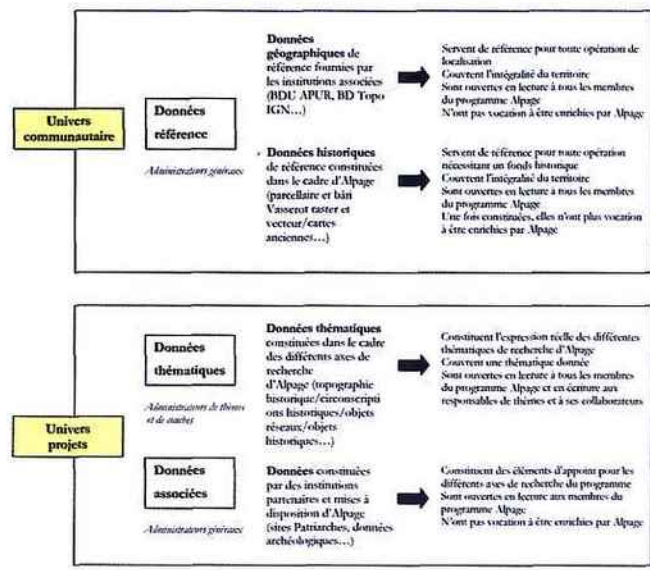 Univers
communautaire
Données
référence
Administrateurs généraux
Données
géographiques de
référence fournies par
les institutions associées
(BDU APUR, BD Topo
IGN…)
Servent de référence pour toute opération de
localisation
Couvrent l'intégralité du territoire
Sont ouvertes en lecture à tous les membres
du programme Alpage
N'ont pas vocation à être enrichies par Alpage
Données historiques
de référence constituées
dans le cadre d'Alpage
(parcellaire et bâti
Vasserot raster et
vecteur/cartes
anciennes…)
Servent de référence pour toute opération
nécessitant un fonds historique
Couvrent l'intégralité du territoire
Sont ouvertes en lecture à tous les membres
du programme Alpage
Une fois constituées, elles n'ont plus vocation
à être enrichies par Alpage
Univers
projets
Données
thématiques
Administrateurs de thèmes
et de couches
Données thématiques
constituées dans le cadre
des différents axes de
recherche
d'Alpage (topographie
historique/circonscripti
ons historiques/objets
réseaux/objets
historiques…)
Constituent l'expression réelle des différentes
thématiques de recherche d'Alpage
Couvrent une thématique donnée
Sont ouvertes en lecture à tous les membres
du programme Alpage et en écriture aux
responsables de thèmes et à ses collaborateurs
Données
associées
Administrateurs généraux
Données constituées
par des institutions
partenaires et mises à
disposition d'Alpage
(sites Patriarches, données
archéologiques…)
Constituent des éléments d'appoint pour les
différents axes de recherche du programme
Sont ouvertes en lecture aux membres du
programme Alpage
N'ont pas vocation à être enrichies par Alpage